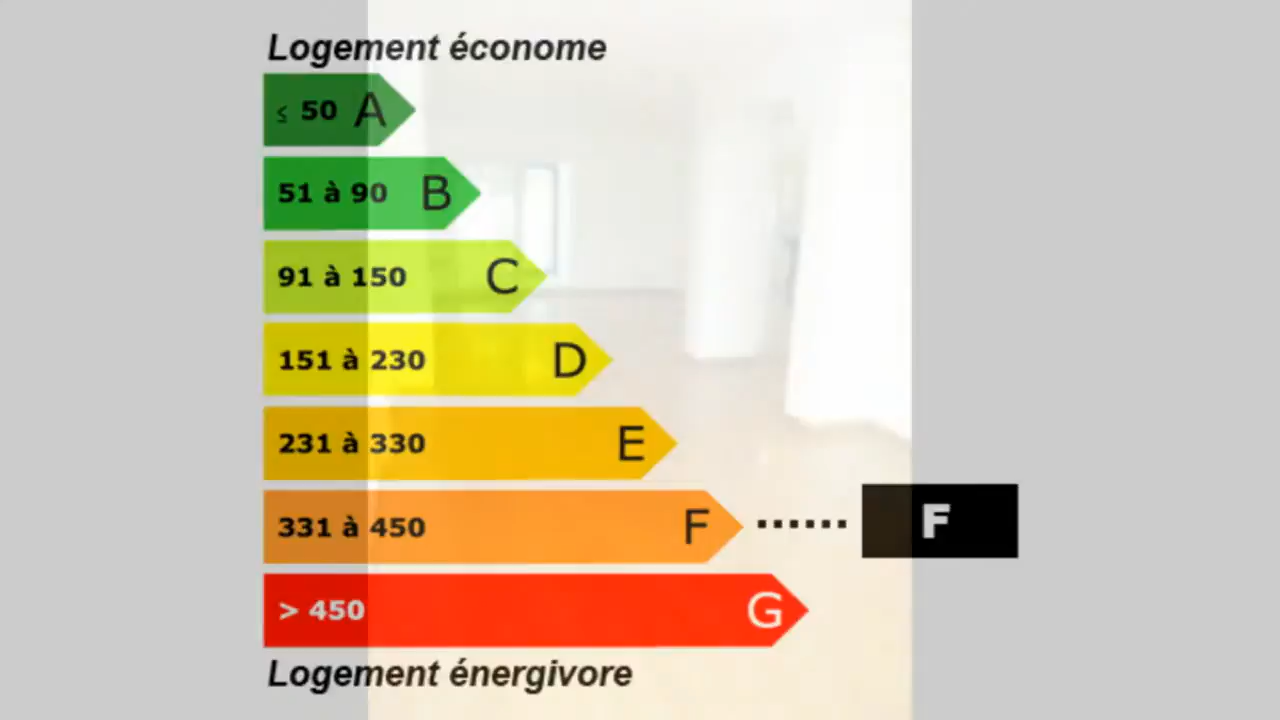 Logement économe
≤ 50 A
51 à 90 B
91 à 150 C
151 à 230 D
231 à 330 E
331 à 450 F F
> 450 G
Logement énergivore